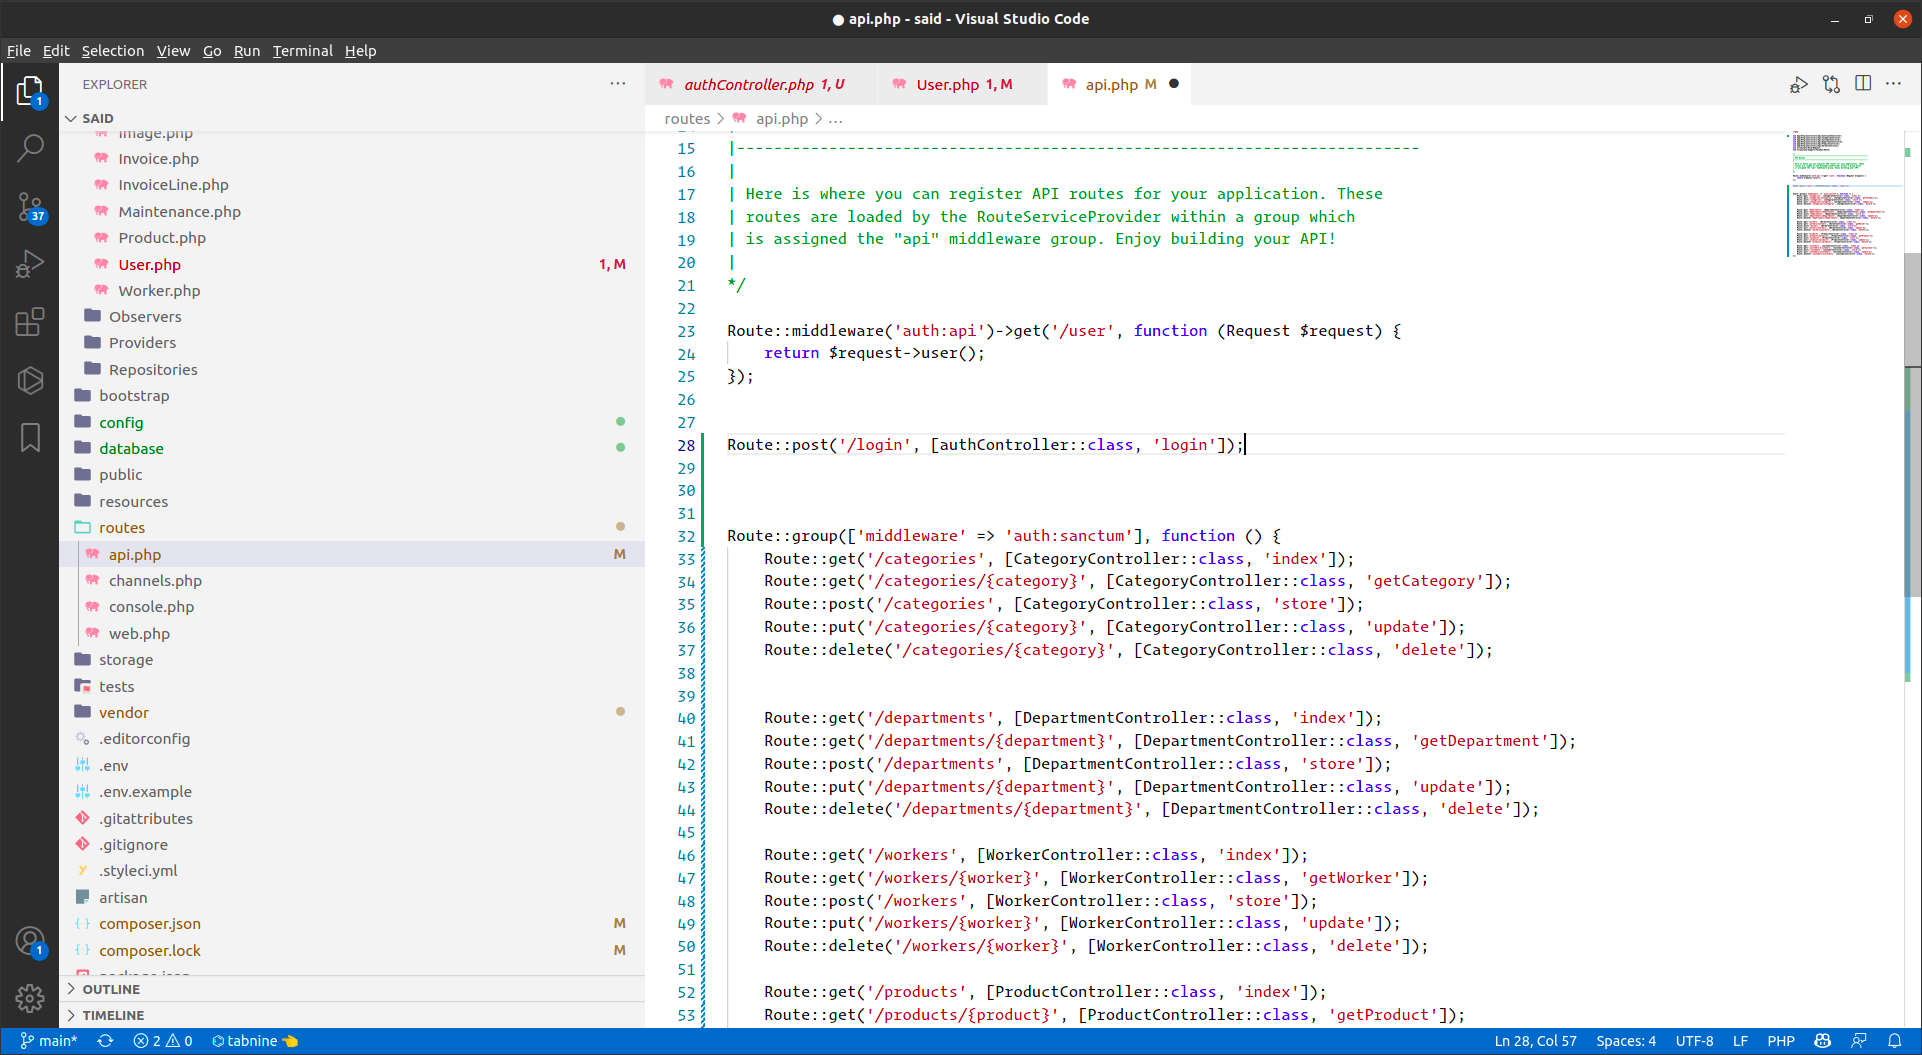 api.php - said - Visual Studio Code
File Edit Selection View Go Run Terminal Help
EXPLORER
SAID
Image.php
Invoice.php
InvoiceLine.php
Maintenance.php
Product.php
User.php 1, M
Worker.php
Observers
Providers
Repositories
bootstrap
config
database
public
resources
routes
api.php M
channels.php
console.php
web.php
storage
tests
vendor
.editorconfig
.env
.env.example
.gitattributes
.gitignore
.styleci.yml
artisan
composer.json M
composer.lock M
package.json
OUTLINE
TIMELINE
1
37
1
authController.php 1, U
User.php 1, M
api.php M
routes > api.php > ...
15 |--------------------------------------------------------------------------
16 |
17 | Here is where you can register API routes for your application. These
18 | routes are loaded by the RouteServiceProvider within a group which
19 | is assigned the "api" middleware group. Enjoy building your API!
20 |
21 */
22
23 Route::middleware('auth:api')->get('/user', function (Request $request) {
24     return $request->user();
25 });
26
27
28 Route::post('/login', [authController::class, 'login']);
29
30
31
32 Route::group(['middleware' => 'auth:sanctum'], function () {
33     Route::get('/categories', [CategoryController::class, 'index']);
34     Route::get('/categories/{category}', [CategoryController::class, 'getCategory']);
35     Route::post('/categories', [CategoryController::class, 'store']);
36     Route::put('/categories/{category}', [CategoryController::class, 'update']);
37     Route::delete('/categories/{category}', [CategoryController::class, 'delete']);
38
39
40     Route::get('/departments', [DepartmentController::class, 'index']);
41     Route::get('/departments/{department}', [DepartmentController::class, 'getDepartment']);
42     Route::post('/departments', [DepartmentController::class, 'store']);
43     Route::put('/departments/{department}', [DepartmentController::class, 'update']);
44     Route::delete('/departments/{department}', [DepartmentController::class, 'delete']);
45
46     Route::get('/workers', [WorkerController::class, 'index']);
47     Route::get('/workers/{worker}', [WorkerController::class, 'getWorker']);
48     Route::post('/workers', [WorkerController::class, 'store']);
49     Route::put('/workers/{worker}', [WorkerController::class, 'update']);
50     Route::delete('/workers/{worker}', [WorkerController::class, 'delete']);
51
52     Route::get('/products', [ProductController::class, 'index']);
53     Route::get('/products/{product}', [ProductController::class, 'getProduct']);
main* 2 0 tabnine Ln 28, Col 57 Spaces: 4 UTF-8 LF PHP